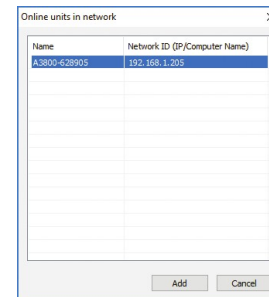 Online units in network
Name Network ID (IP/Computer Name)
A3800-628905 192.168.1.205
Add Cancel